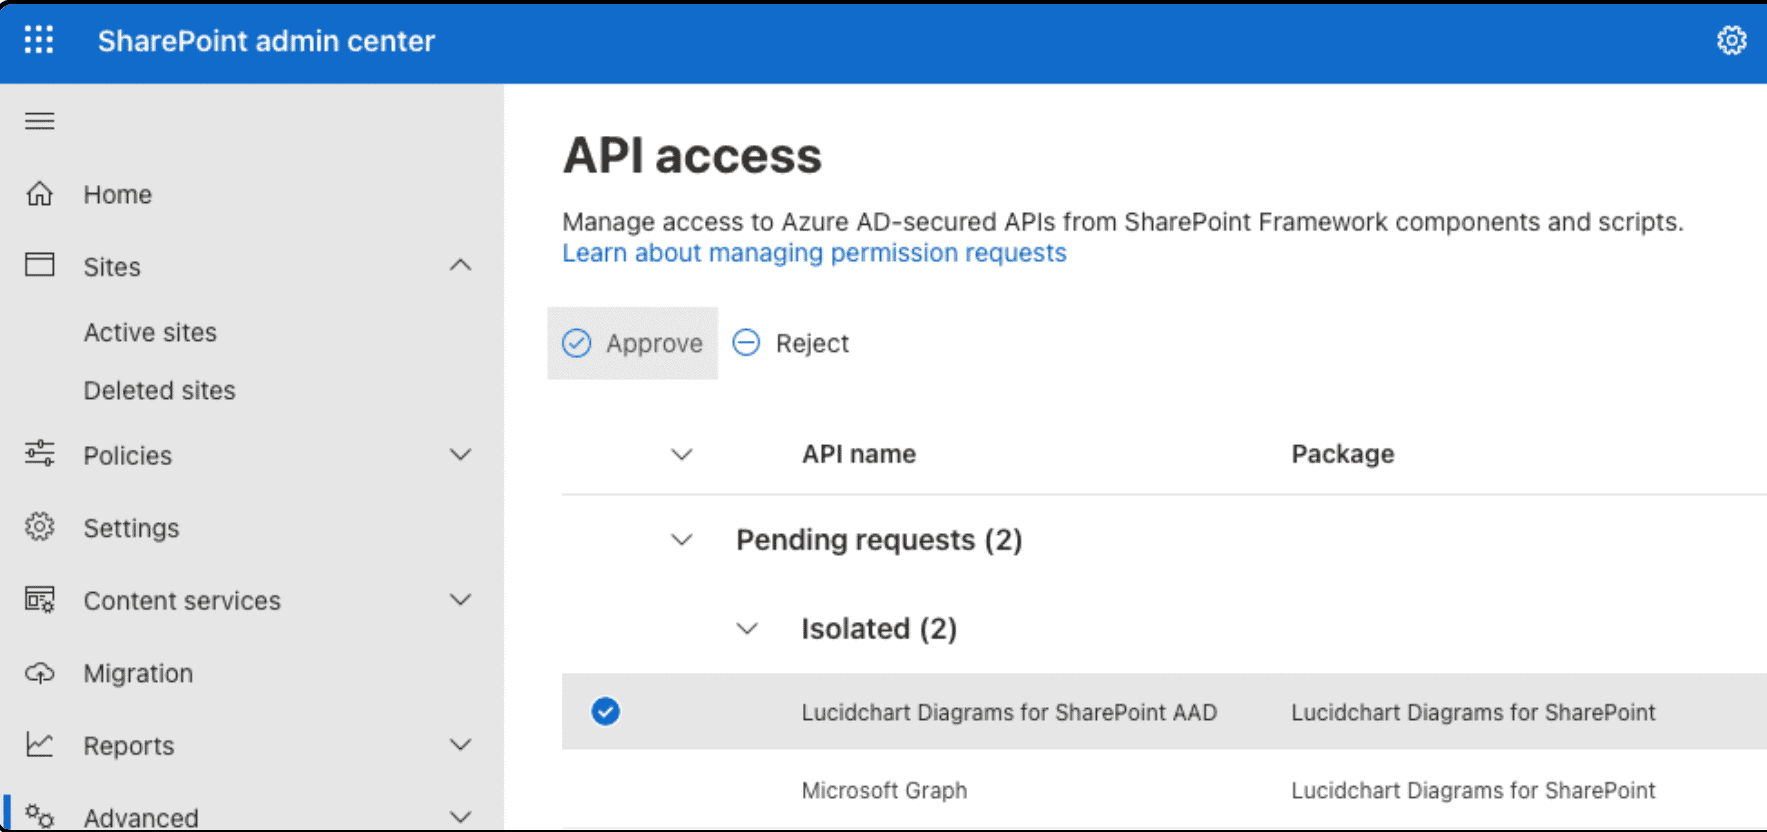 SharePoint admin center
Home
Sites
Active sites
Deleted sites
Policies
Settings
Content services
Migration
Reports
Advanced
API access
Manage access to Azure AD-secured APIs from SharePoint Framework components and scripts.
Learn about managing permission requests
Approve Reject
API name Package
Pending requests (2)
Isolated (2)
Lucidchart Diagrams for SharePoint AAD Lucidchart Diagrams for SharePoint
Microsoft Graph Lucidchart Diagrams for SharePoint